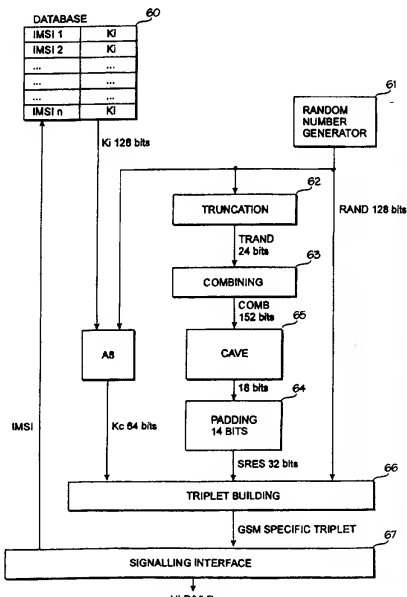 DATABASE
60
IMSI 1 Ki
IMSI 2 Ki
... ...
... ...
... ...
IMSI n Ki
61
RANDOM
NUMBER
GENERATOR
Ki 128 bits
62
TRUNCATION
RAND 128 bits
TRAND
24 bits
63
COMBINING
COMB
152 bits
65
A8
CAVE
18 bits
64
PADDING
14 BITS
IMSI
Kc 64 bits
SRES 32 bits
66
TRIPLET BUILDING
GSM SPECIFIC TRIPLET
67
SIGNALLING INTERFACE